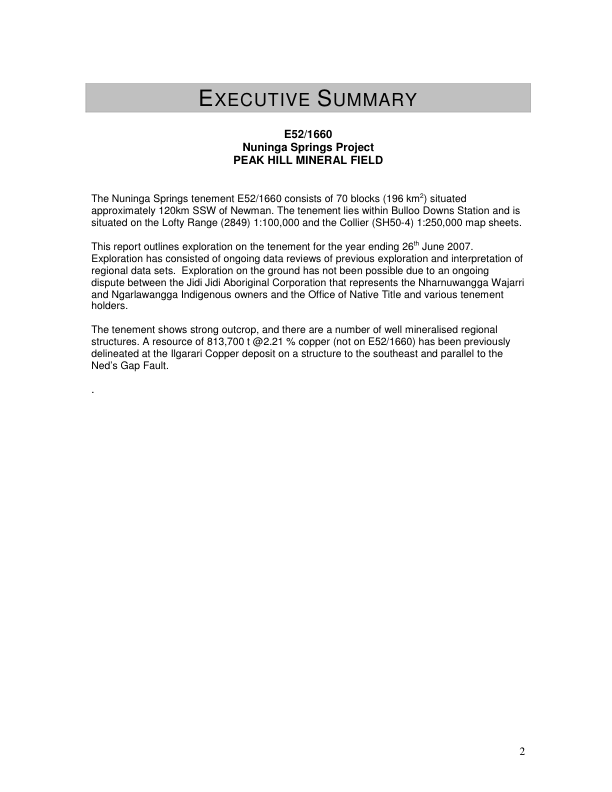 EXECUTIVE SUMMARY
E52/1660
Nuninga Springs Project
PEAK HILL MINERAL FIELD
The Nuninga Springs tenement E52/1660 consists of 70 blocks (196 km²) situated
approximately 120km SSW of Newman. The tenement lies within Bulloo Downs Station and is
situated on the Lofty Range (2849) 1:100,000 and the Collier (SH50-4) 1:250,000 map sheets.
This report outlines exploration on the tenement for the year ending 26th June 2007.
Exploration has consisted of ongoing data reviews of previous exploration and interpretation of
regional data sets.  Exploration on the ground has not been possible due to an ongoing
dispute between the Jidi Jidi Aboriginal Corporation that represents the Nharnuwangga Wajarri
and Ngarlawangga Indigenous owners and the Office of Native Title and various tenement
holders.
The tenement shows strong outcrop, and there are a number of well mineralised regional
structures. A resource of 813,700 t @2.21 % copper (not on E52/1660) has been previously
delineated at the Ilgarari Copper deposit on a structure to the southeast and parallel to the
Ned's Gap Fault.
.
2